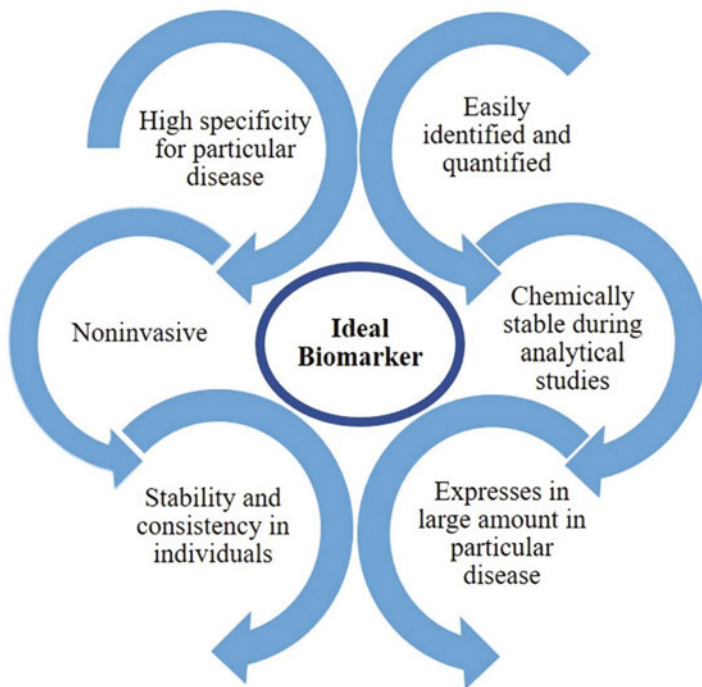 High specificity
for particular
disease
Easily
identified and
quantified
Noninvasive
Ideal
Biomarker
Chemically
stable during
analytical
studies
Stability and
consistency in
individuals
Expresses in
large amount in
particular
disease